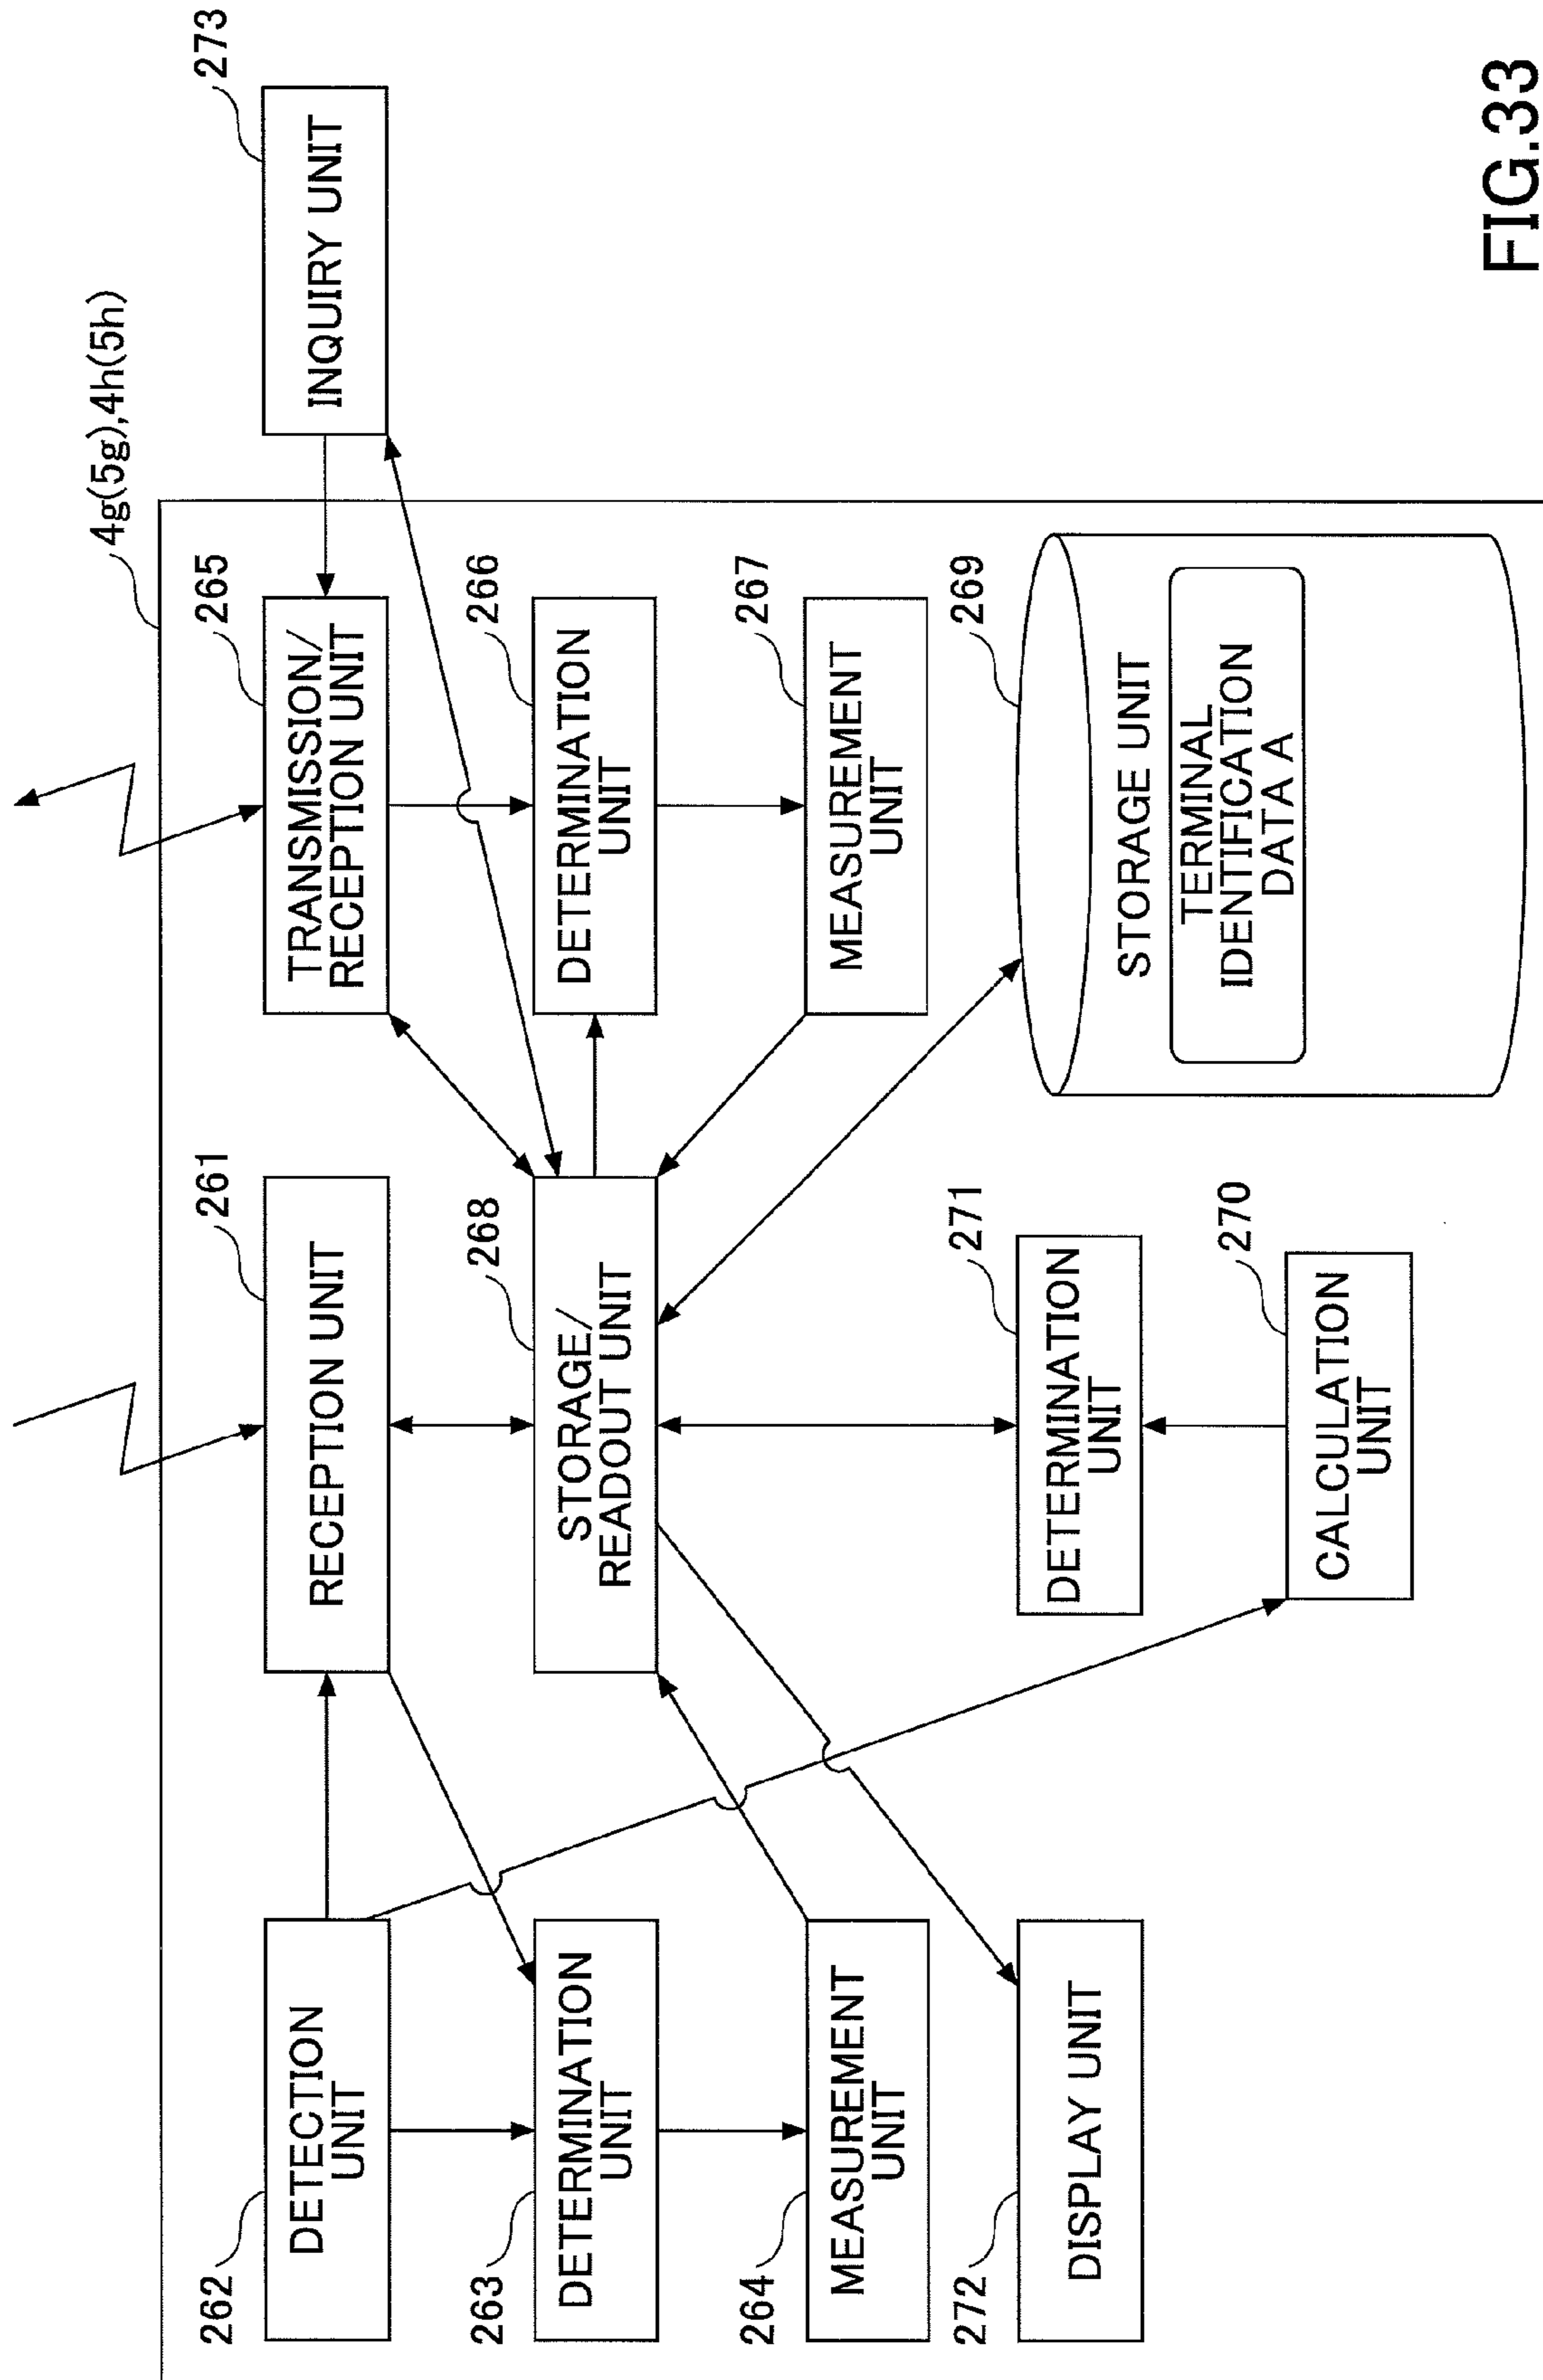 4g(5g),4h(5h)
262
DETECTION
UNIT
261
RECEPTION UNIT
265
TRANSMISSION/
RECEPTION UNIT
273
INQUIRY UNIT
263
DETERMINATION
UNIT
268
STORAGE/
READOUT UNIT
266
DETERMINATION
UNIT
264
MEASUREMENT
UNIT
267
MEASUREMENT
UNIT
272
DISPLAY UNIT
271
DETERMINATION
UNIT
269
STORAGE UNIT
TERMINAL
IDENTIFICATION
DATA A
270
CALCULATION
UNIT
FIG.33